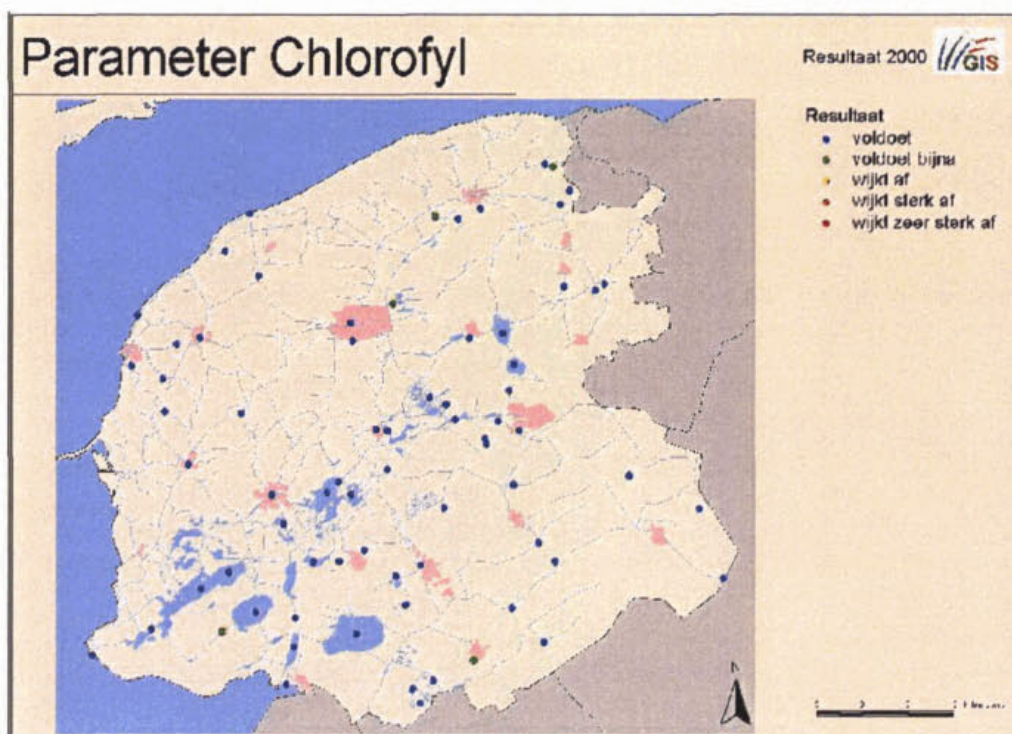 Parameter Chlorofyl
Resultaat 2000
GIS
Resultaat
voldoet
voldoet bijna
wijkt af
wijkt sterk af
wijkt zeer sterk af